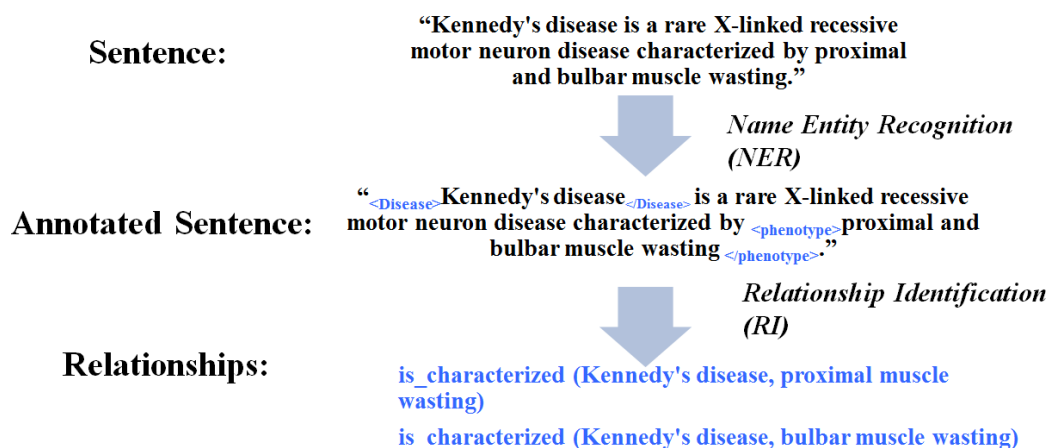 Sentence:
“Kennedy's disease is a rare X-linked recessive
motor neuron disease characterized by proximal
and bulbar muscle wasting.”
Name Entity Recognition
(NER)
Annotated Sentence:
“<Disease>Kennedy's disease</Disease> is a rare X-linked recessive
motor neuron disease characterized by <phenotype>proximal and
bulbar muscle wasting </phenotype>.”
Relationship Identification
(RI)
Relationships:
is_characterized (Kennedy's disease, proximal muscle
wasting)
is_characterized (Kennedy's disease, bulbar muscle wasting)